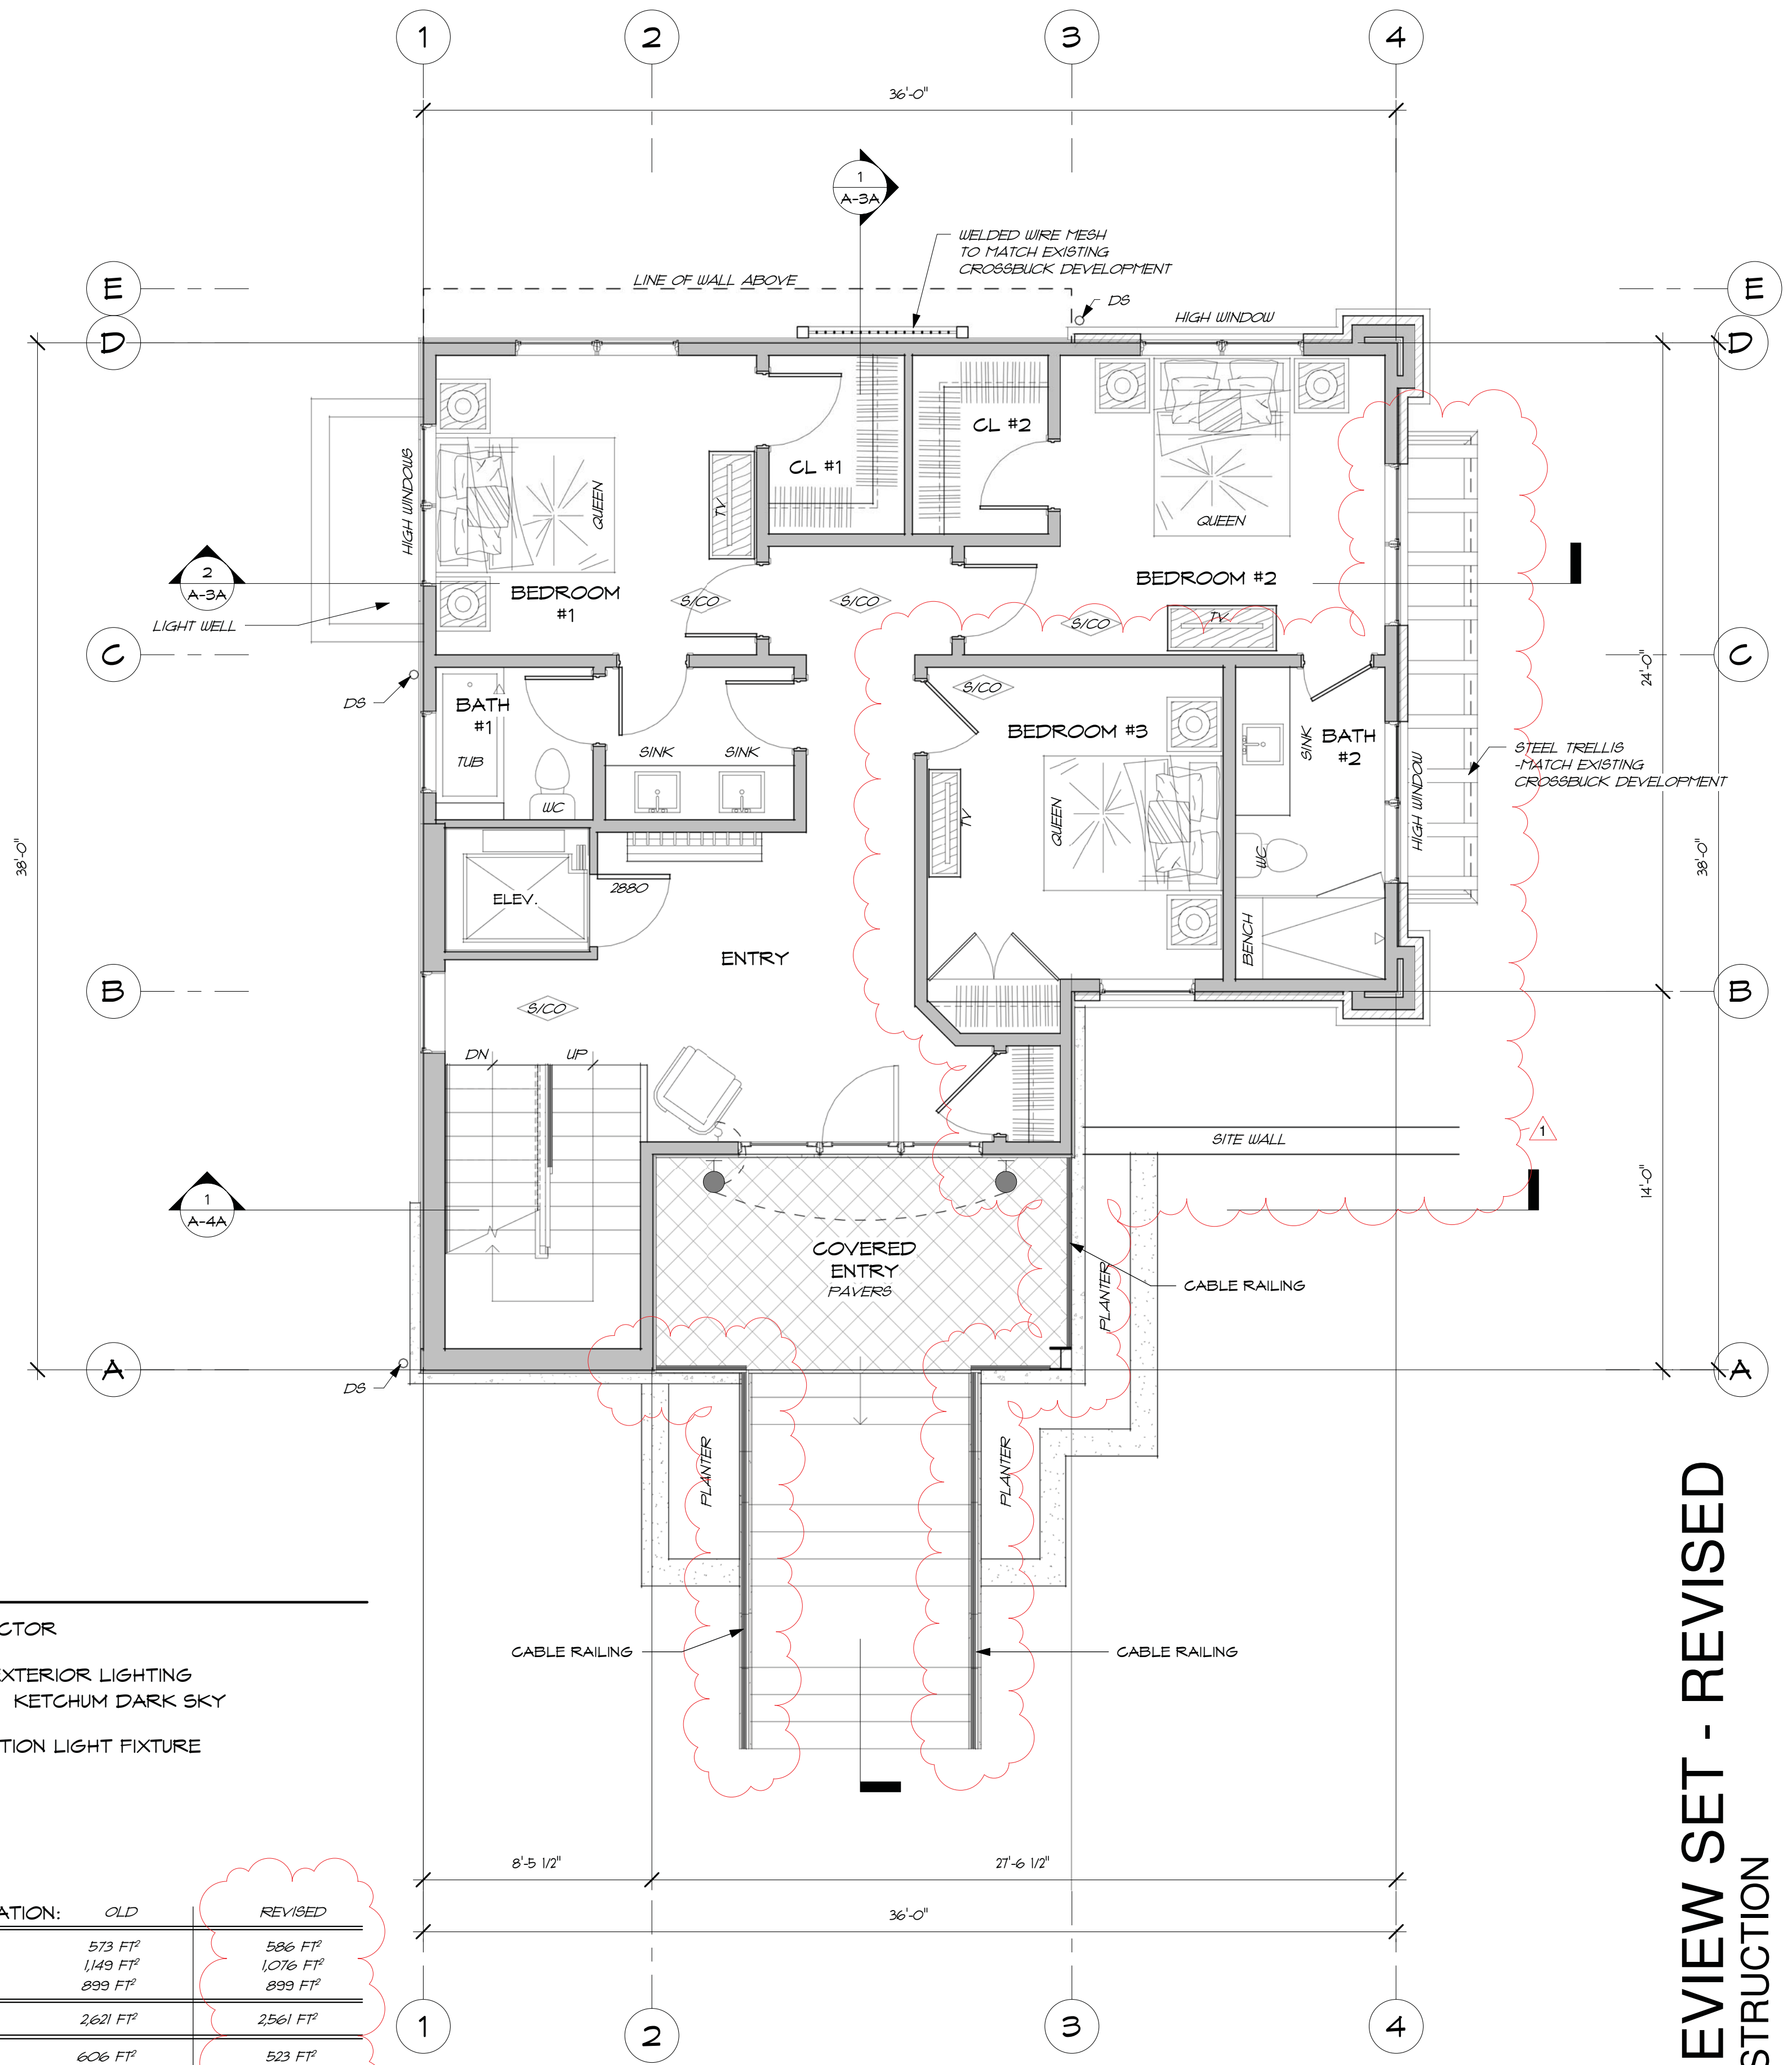 1
2
3
4
36'-0"
1
A-3A
WELDED WIRE MESH
TO MATCH EXISTING
CROSSBUCK DEVELOPMENT
LINE OF WALL ABOVE
DS
HIGH WINDOW
E
E
D
D
CL #1
CL #2
HIGH WINDOWS
QUEEN
TV
QUEEN
2
A-3A
BEDROOM
#1
BEDROOM #2
S/CO
S/CO
S/CO
TV
LIGHT WELL
C
C
24'-0"
DS
BATH
#1
TUB
WC
SINK
SINK
S/CO
BEDROOM #3
SINK
BATH
#2
HIGH WINDOW
STEEL TRELLIS
-MATCH EXISTING
CROSSBUCK DEVELOPMENT
38'-0"
38'-0"
TV
QUEEN
WC
ELEV.
2880
ENTRY
BENCH
B
B
S/CO
DN
UP
SITE WALL
1
14'-0"
1
A-4A
COVERED
ENTRY
PAVERS
CABLE RAILING
PLANTER
A
A
DS
PLANTER
PLANTER
CABLE RAILING
CABLE RAILING
CTOR
EXTERIOR LIGHTING
KETCHUM DARK SKY
TION LIGHT FIXTURE
8'-5 1/2"
27'-6 1/2"
36'-0"
ATION: OLD REVISED
573 FT² 586 FT²
1,149 FT² 1,076 FT²
899 FT² 899 FT²
2,621 FT² 2,561 FT²
606 FT² 523 FT²
1
2
3
4
EVIEW SET - REVISED
STRUCTION